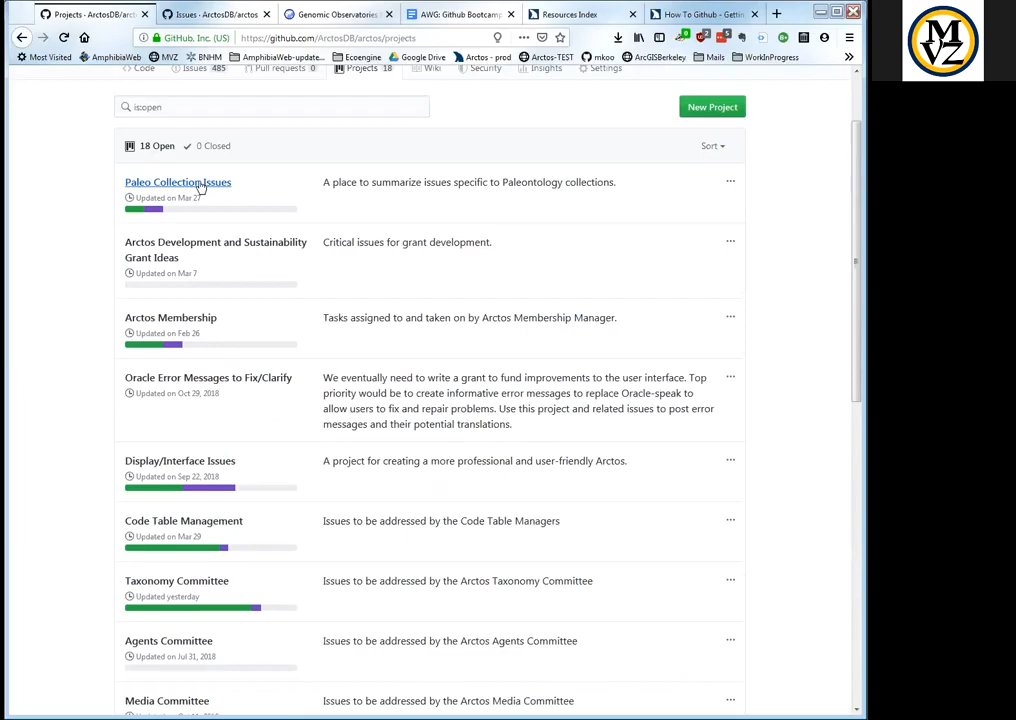 Projects · ArctosDB/arcto
Issues · ArctosDB/arctos
Genomic Observatories
AWG: Github Bootcamp
Resources Index
How To Github - Gettin
GitHub, Inc. (US)
https://github.com/ArctosDB/arctos/projects
Most Visited
AmphibiaWeb
MVZ
BNHM
AmphibiaWeb-update...
Ecoengine
Google Drive
Arctos - prod
Arctos-TEST
mkoo
ArcGISBerkeley
Mails
WorkInProgress
Code
Issues 485
Pull requests 0
Projects 18
Wiki
Security
Insights
Settings
is:open
New Project
18 Open
0 Closed
Sort
Paleo Collection Issues
A place to summarize issues specific to Paleontology collections.
Updated on Mar 27
Arctos Development and Sustainability
Grant Ideas
Critical issues for grant development.
Updated on Mar 7
Arctos Membership
Tasks assigned to and taken on by Arctos Membership Manager.
Updated on Feb 26
Oracle Error Messages to Fix/Clarify
Updated on Oct 29, 2018
We eventually need to write a grant to fund improvements to the user interface. Top
priority would be to create informative error messages to replace Oracle-speak to
allow users to fix and repair problems. Use this project and related issues to post error
messages and their potential translations.
Display/Interface Issues
A project for creating a more professional and user-friendly Arctos.
Updated on Sep 22, 2018
Code Table Management
Issues to be addressed by the Code Table Managers
Updated on Mar 29
Taxonomy Committee
Issues to be addressed by the Arctos Taxonomy Committee
Updated yesterday
Agents Committee
Issues to be addressed by the Arctos Agents Committee
Updated on Jul 31, 2018
Media Committee
Issues to be addressed by the Arctos Media Committee
MVZ